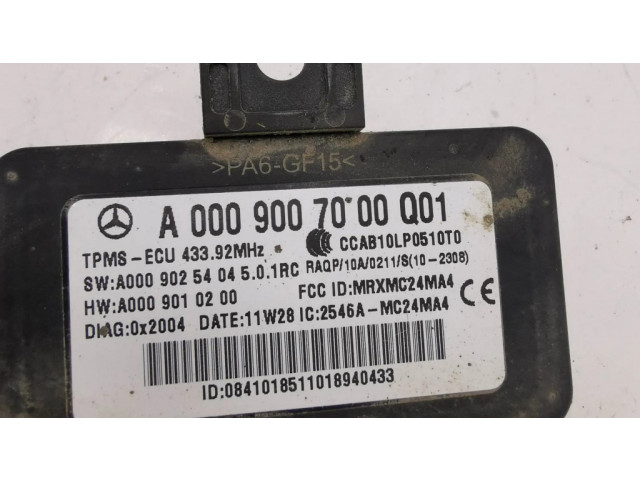 >PA6-GF15<
A 000 900 70 00 Q01
TPMS-ECU 433.92MHz CCAB10LP0510T0
SW:A000 902 54 04 5.0.1RC RAQP/10A/0211/S(10-2308)
HW:A000 901 02 00 FCC ID:MRXMC24MA4 CE
DIAG:0x2004 DATE:11W28 IC:2546A-MC24MA4
ID:0841018511018940433